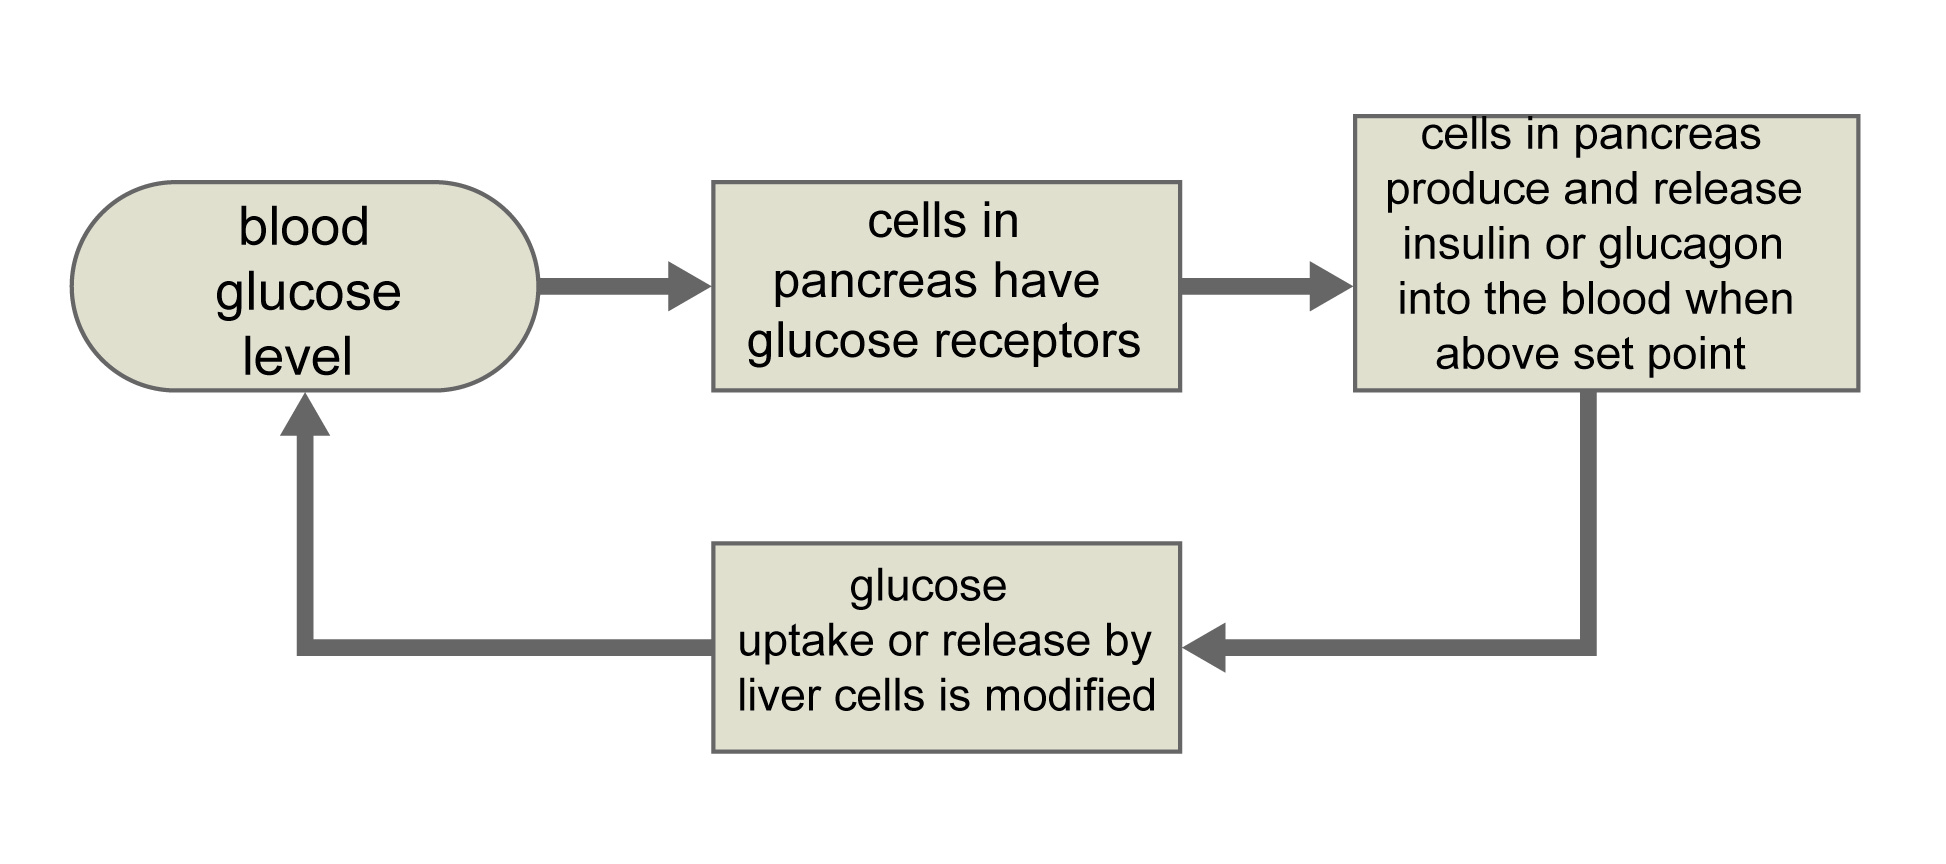 blood
glucose
level
cells in
pancreas have
glucose receptors
cells in pancreas
produce and release
insulin or glucagon
into the blood when
above set point
glucose
uptake or release by
liver cells is modified